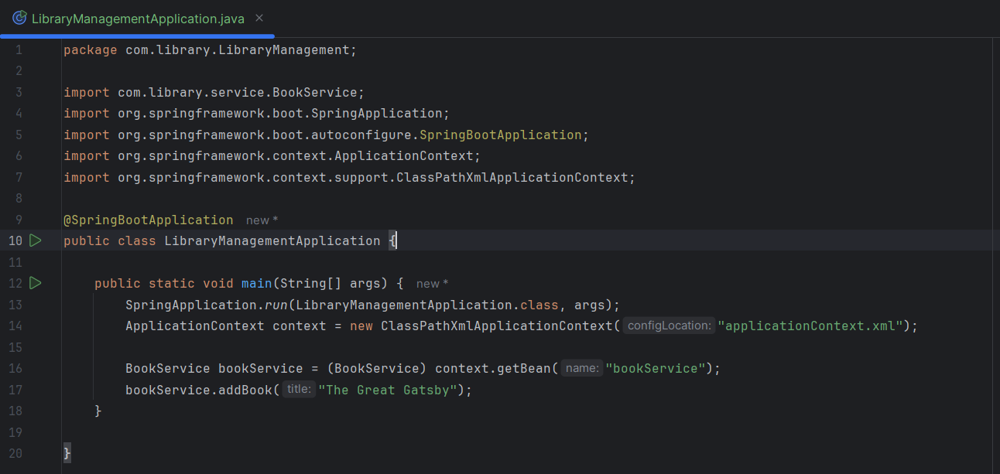 LibraryManagementApplication.java
1 package com.library.LibraryManagement;
2
3 import com.library.service.BookService;
4 import org.springframework.boot.SpringApplication;
5 import org.springframework.boot.autoconfigure.SpringBootApplication;
6 import org.springframework.context.ApplicationContext;
7 import org.springframework.context.support.ClassPathXmlApplicationContext;
8
9 @SpringBootApplication new *
10 public class LibraryManagementApplication {
11
12 public static void main(String[] args) { new *
13 SpringApplication.run(LibraryManagementApplication.class, args);
14 ApplicationContext context = new ClassPathXmlApplicationContext( configLocation: "applicationContext.xml");
15
16 BookService bookService = (BookService) context.getBean( name: "bookService");
17 bookService.addBook( title: "The Great Gatsby");
18 }
19
20 }